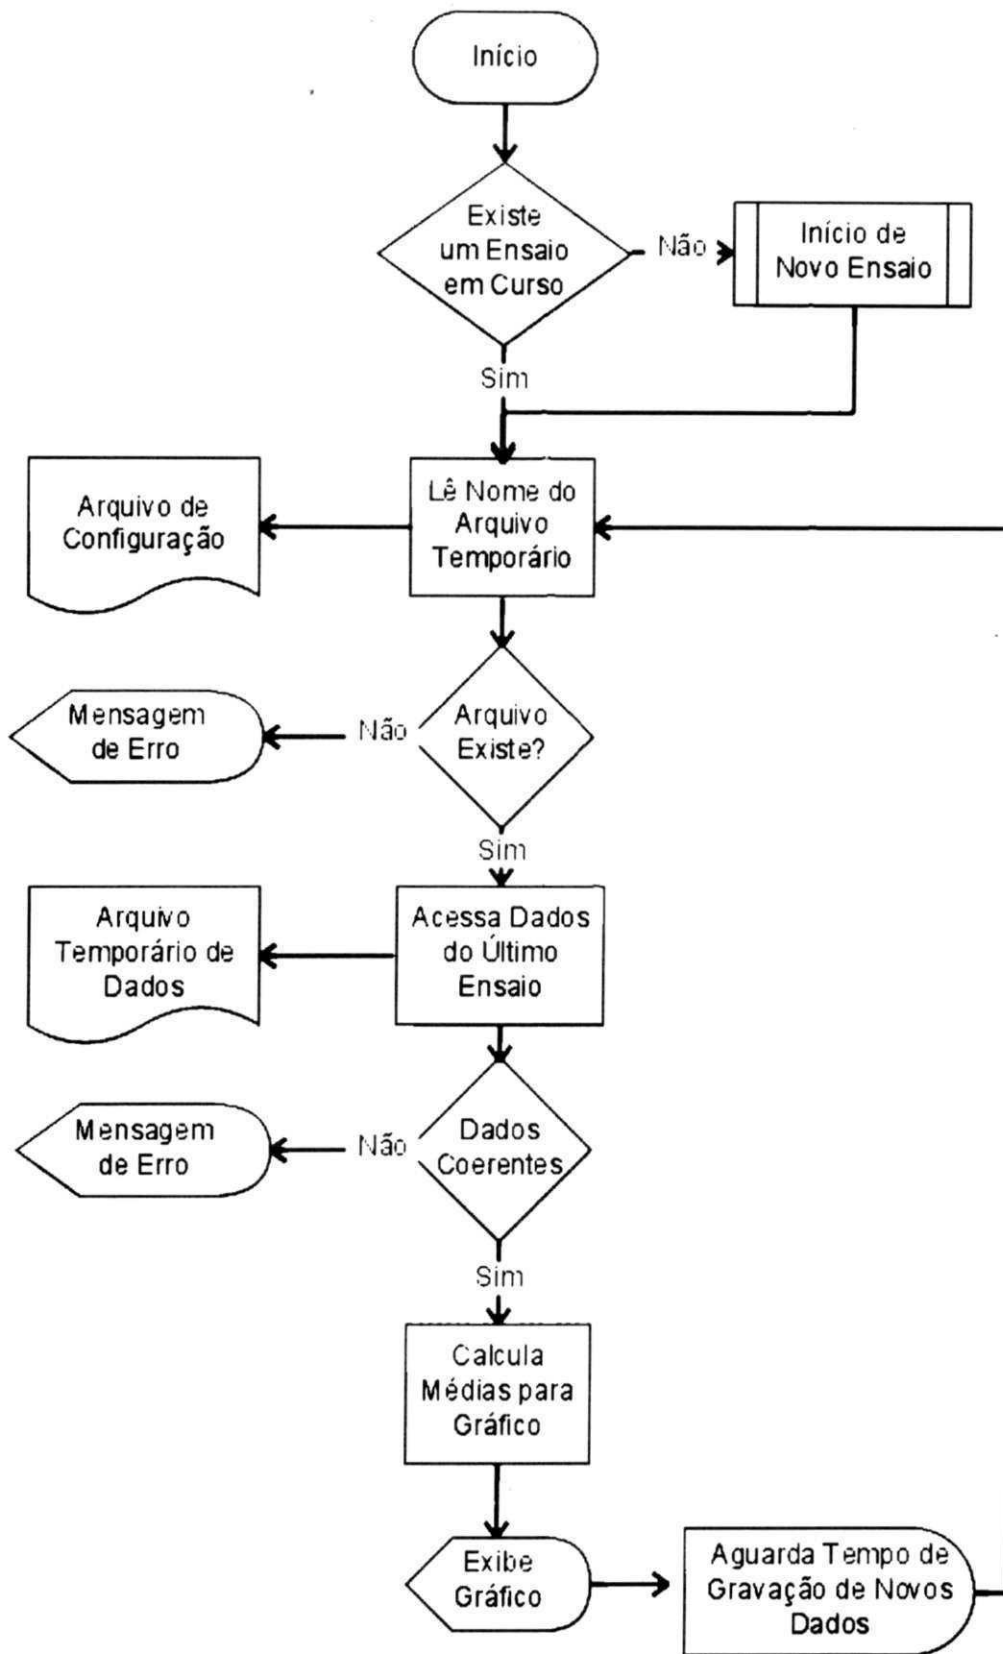 Início
Existe
um Ensaio
em Curso
Não
Início de
Novo Ensaio
Sim
Arquivo de
Configuração
Lê Nome do
Arquivo
Temporário
Mensagem
de Erro
Não
Arquivo
Existe?
Sim
Arquivo
Temporário de
Dados
Acessa Dados
do Último
Ensaio
Mensagem
de Erro
Não
Dados
Coerentes
Sim
Calcula
Médias para
Gráfico
Exibe
Gráfico
Aguarda Tempo de
Gravação de Novos
Dados